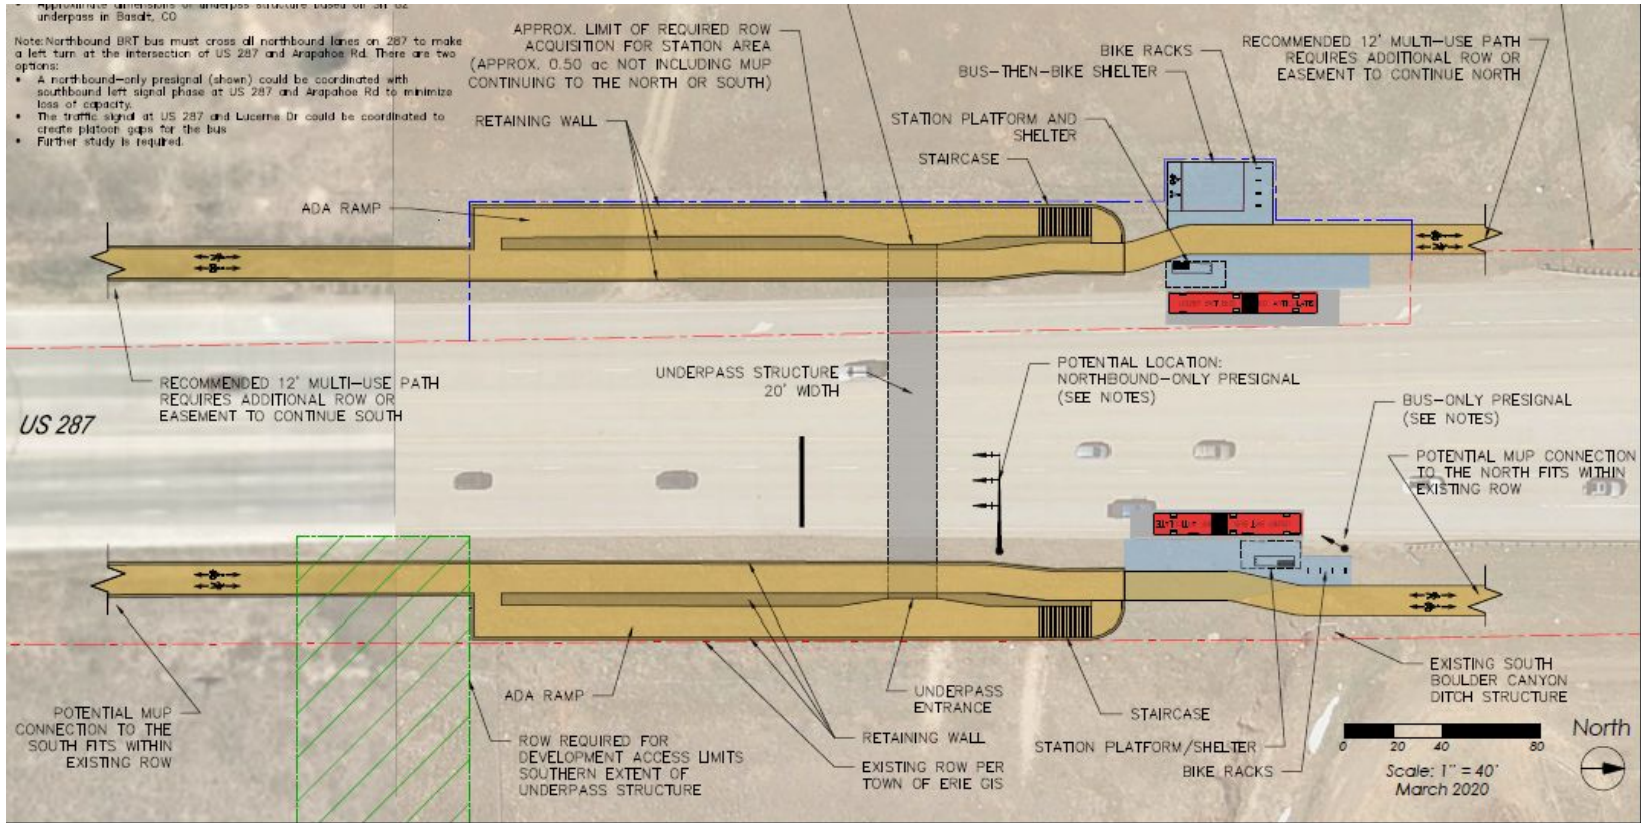 • Approximate dimensions of underpass structure based on SH 82
underpass in Basalt, CO
Note: Northbound BRT bus must cross all northbound lanes on 287 to make
a left turn at the intersection of US 287 and Arapahoe Rd. There are two
options:
• A northbound-only presignal (shown) could be coordinated with
southbound left signal phase at US 287 and Arapahoe Rd to minimize
loss of capacity.
• The traffic signal at US 287 and Lucerne Dr could be coordinated to
create platoon gaps for the bus
• Further study is required.
APPROX. LIMIT OF REQUIRED ROW
ACQUISITION FOR STATION AREA
(APPROX. 0.50 ac NOT INCLUDING MUP
CONTINUING TO THE NORTH OR SOUTH)
RETAINING WALL
ADA RAMP
BIKE RACKS
BUS-THEN-BIKE SHELTER
STATION PLATFORM AND
SHELTER
STAIRCASE
RECOMMENDED 12' MULTI-USE PATH
REQUIRES ADDITIONAL ROW OR
EASEMENT TO CONTINUE NORTH
RECOMMENDED 12' MULTI-USE PATH
REQUIRES ADDITIONAL ROW OR
EASEMENT TO CONTINUE SOUTH
US 287
UNDERPASS STRUCTURE
20' WIDTH
POTENTIAL LOCATION:
NORTHBOUND-ONLY PRESIGNAL
(SEE NOTES)
BUS-ONLY PRESIGNAL
(SEE NOTES)
POTENTIAL MUP CONNECTION
TO THE NORTH FITS WITHIN
EXISTING ROW
POTENTIAL MUP
CONNECTION TO THE
SOUTH FITS WITHIN
EXISTING ROW
ADA RAMP
ROW REQUIRED FOR
DEVELOPMENT ACCESS LIMITS
SOUTHERN EXTENT OF
UNDERPASS STRUCTURE
UNDERPASS
ENTRANCE
RETAINING WALL
EXISTING ROW PER
TOWN OF ERIE GIS
STAIRCASE
STATION PLATFORM/SHELTER
BIKE RACKS
EXISTING SOUTH
BOULDER CANYON
DITCH STRUCTURE
0 20 40 80
Scale: 1" = 40'
March 2020
North